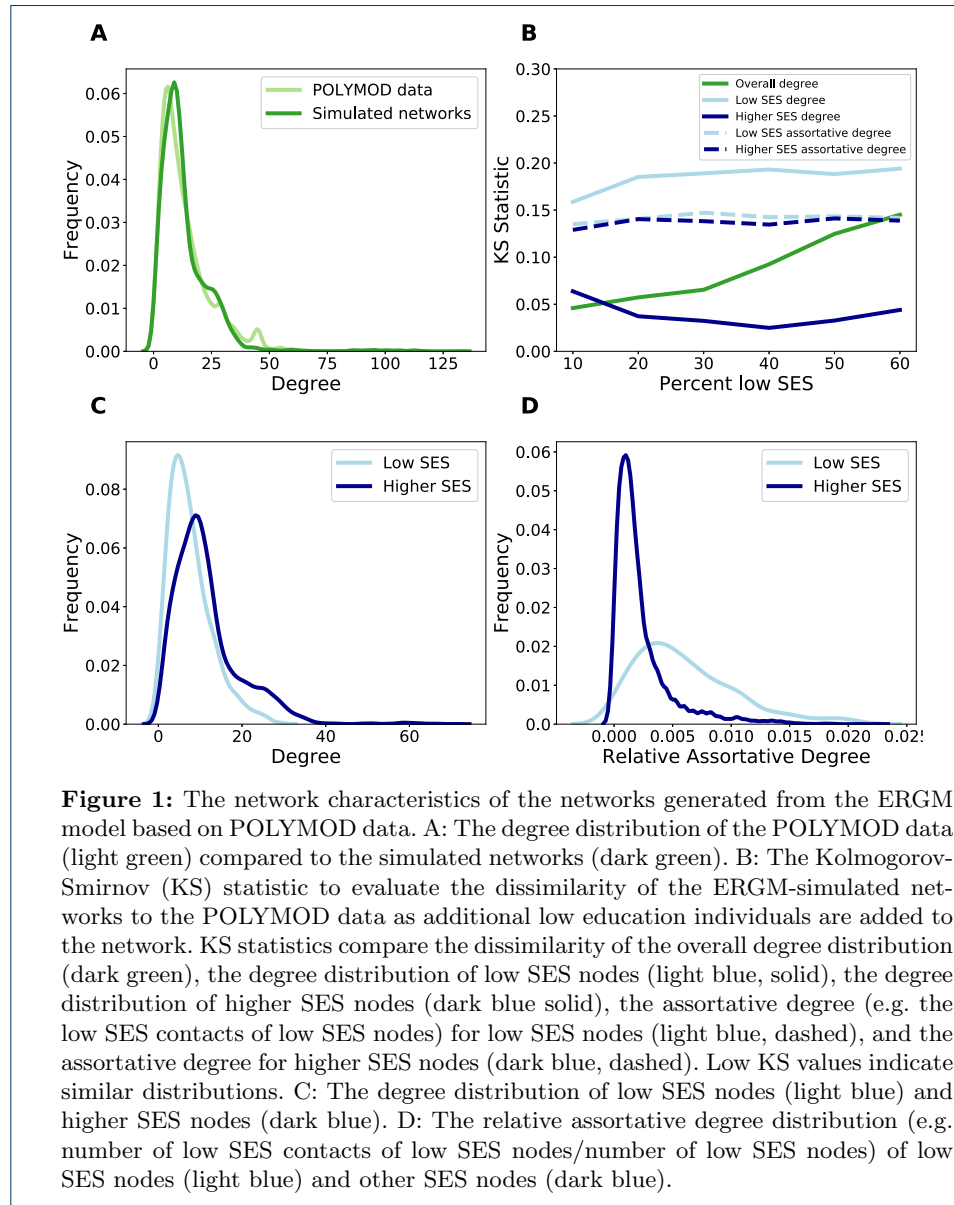 A
POLYMOD data
Simulated networks
Frequency
0.06
0.05
0.04
0.03
0.02
0.01
0.00
0 25 50 75 100 125
Degree
B
Overall degree
Low SES degree
Higher SES degree
Low SES assortative degree
Higher SES assortative degree
KS Statistic
0.30
0.25
0.20
0.15
0.10
0.05
0.00
10 20 30 40 50 60
Percent low SES
C
Low SES
Higher SES
Frequency
0.08
0.06
0.04
0.02
0.00
0 20 40 60
Degree
D
Low SES
Higher SES
Frequency
0.06
0.05
0.04
0.03
0.02
0.02
0.01
0.0
0.000 0.005 0.010 0.015 0.020 0.025
Relative Assortative Degree
Figure 1: The network characteristics of the networks generated from the ERGM
model based on POLYMOD data. A: The degree distribution of the POLYMOD data
(light green) compared to the simulated networks (dark green). B: The Kolmogorov-
Smirnov (KS) statistic to evaluate the dissimilarity of the ERGM-simulated net-
works to the POLYMOD data as additional low education individuals are added to
the network. KS statistics compare the dissimilarity of the overall degree distribution
(dark green), the degree distribution of low SES nodes (light blue, solid), the degree
distribution of higher SES nodes (dark blue solid), the assortative degree (e.g. the
low SES contacts of low SES nodes) for low SES nodes (light blue, dashed), and the
assortative degree for higher SES nodes (dark blue, dashed). Low KS values indicate
similar distributions. C: The degree distribution of low SES nodes (light blue) and
higher SES nodes (dark blue). D: The relative assortative degree distribution (e.g.
number of low SES contacts of low SES nodes/number of low SES nodes) of low
SES nodes (light blue) and other SES nodes (dark blue).